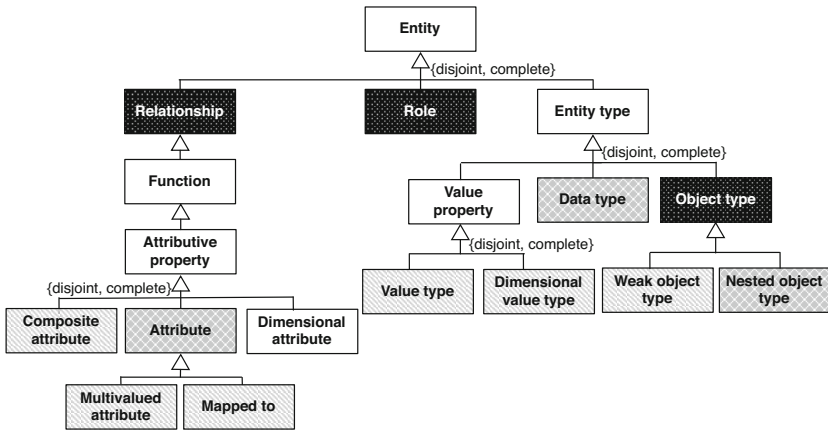 Entity
{disjoint, complete}
Relationship
Role
Entity type
{disjoint, complete}
Function
Value
property
Data type
Object type
Attributive
property
{disjoint, complete}
{disjoint, complete}
Value type
Dimensional
value type
Weak object
type
Nested object
type
Composite
attribute
Attribute
Dimensional
attribute
Multivalued
attribute
Mapped to